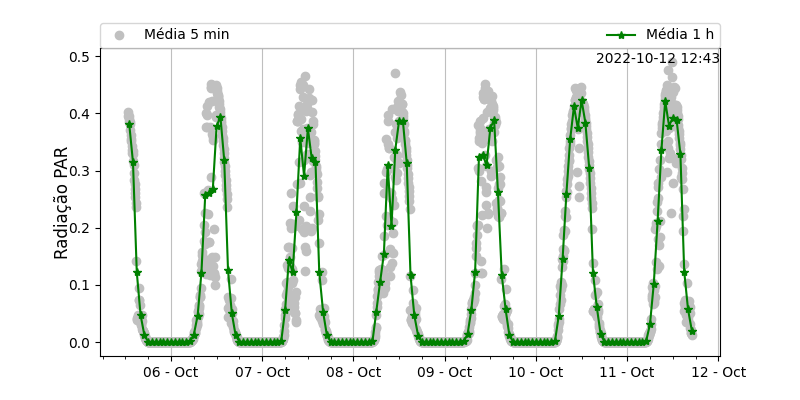 Média 5 min
Média 1 h
2022-10-12 12:43
Radiação PAR
0.5
0.4
0.3
0.2
0.1
0.0
06 - Oct
07 - Oct
08 - Oct
09 - Oct
10 - Oct
11 - Oct
12 - Oct